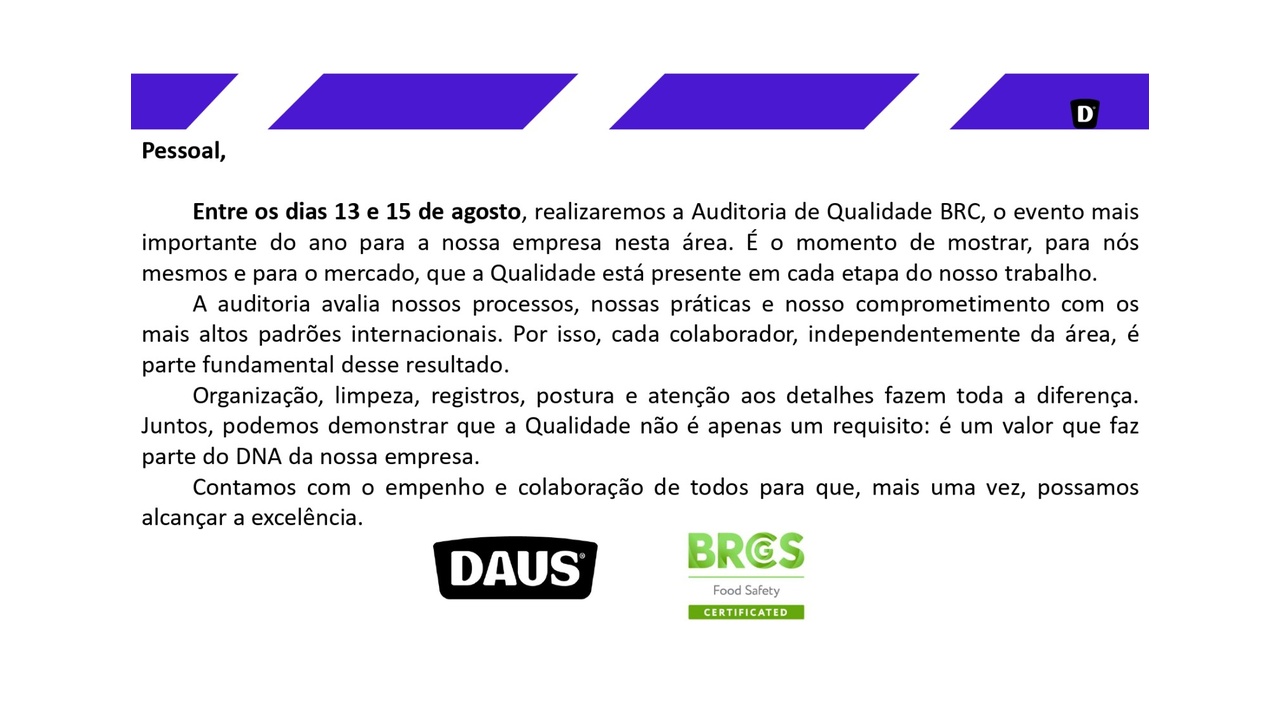 D
Pessoal,
Entre os dias 13 e 15 de agosto, realizaremos a Auditoria de Qualidade BRC, o evento mais
importante do ano para a nossa empresa nesta área. É o momento de mostrar, para nós
mesmos e para o mercado, que a Qualidade está presente em cada etapa do nosso trabalho.
A auditoria avalia nossos processos, nossas práticas e nosso comprometimento com os
mais altos padrões internacionais. Por isso, cada colaborador, independentemente da área, é
parte fundamental desse resultado.
Organização, limpeza, registros, postura e atenção aos detalhes fazem toda a diferença.
Juntos, podemos demonstrar que a Qualidade não é apenas um requisito: é um valor que faz
parte do DNA da nossa empresa.
Contamos com o empenho e colaboração de todos para que, mais uma vez, possamos
alcançar a excelência.
DAUS®
BRCGS
Food Safety
CERTIFICATED